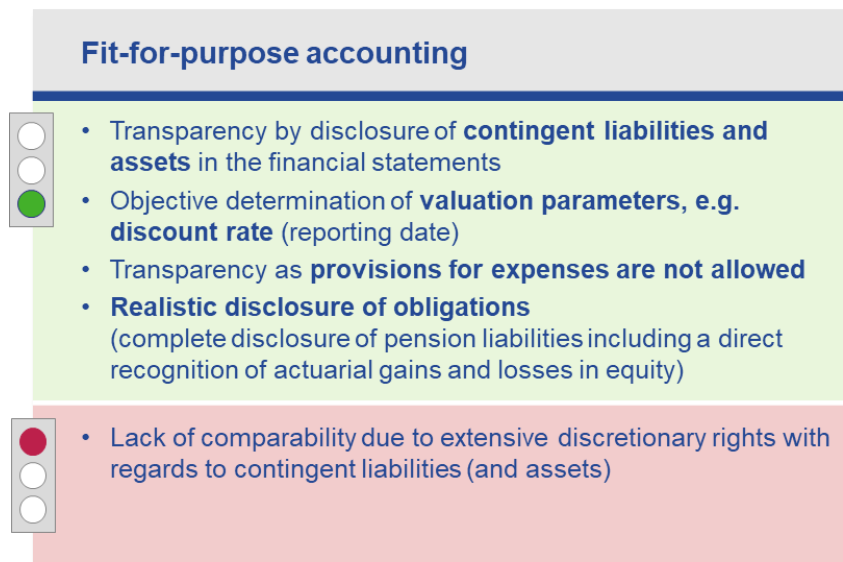 Fit-for-purpose accounting
• Transparency by disclosure of contingent liabilities and
assets in the financial statements
• Objective determination of valuation parameters, e.g.
discount rate (reporting date)
• Transparency as provisions for expenses are not allowed
• Realistic disclosure of obligations
(complete disclosure of pension liabilities including a direct
recognition of actuarial gains and losses in equity)
• Lack of comparability due to extensive discretionary rights with
regards to contingent liabilities (and assets)